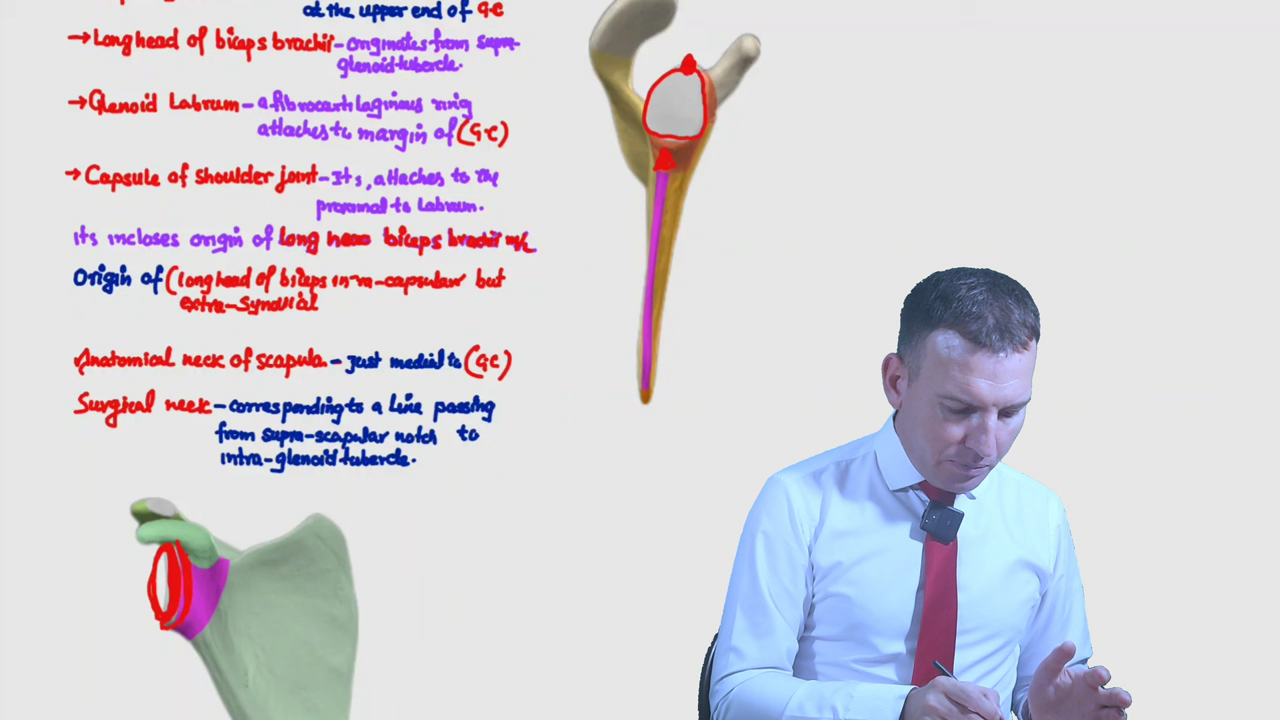 at the upper end of GC
→Long head of biceps brachii-originates from supra-
glenoid tubercle.
→Glenoid Labrum-a fibrocartilaginous ring
attaches to margin of (GC)
→Capsule of shoulder joint-Its, attaches to the
proximal to Labrum.
its incloses origin of long head biceps brachii
Origin of (long head of biceps intra-capsular but
extra-synovial
Anatomical neck of scapula-just medial to (GC)
Surgical neck-corresponding to a Line passing
from supra-scapular notch to
intra-glenoid tubercle.